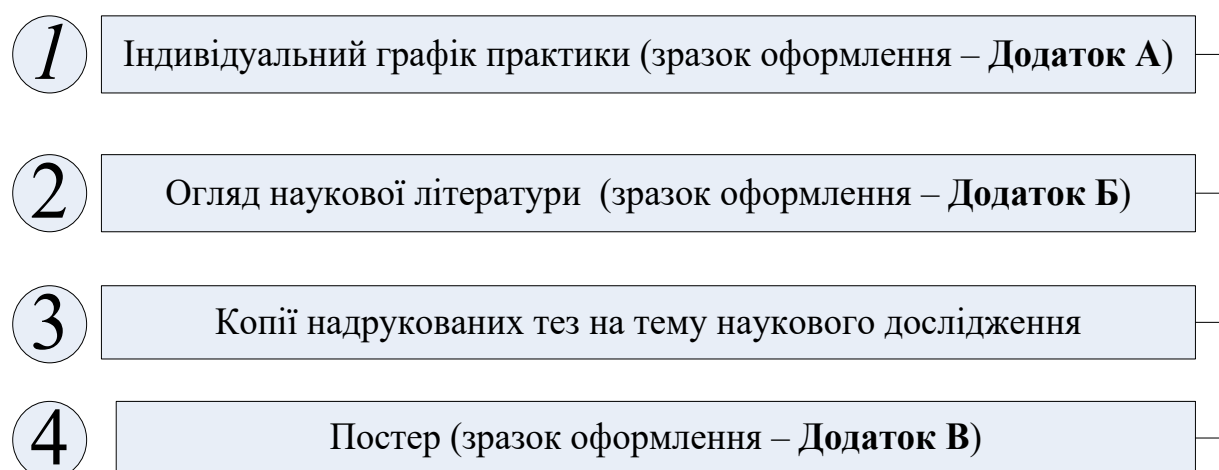 1 Індивідуальний графік практики (зразок оформлення – Додаток А)
2 Огляд наукової літератури (зразок оформлення – Додаток Б)
3 Копії надрукованих тез на тему наукового дослідження
4 Постер (зразок оформлення – Додаток В)